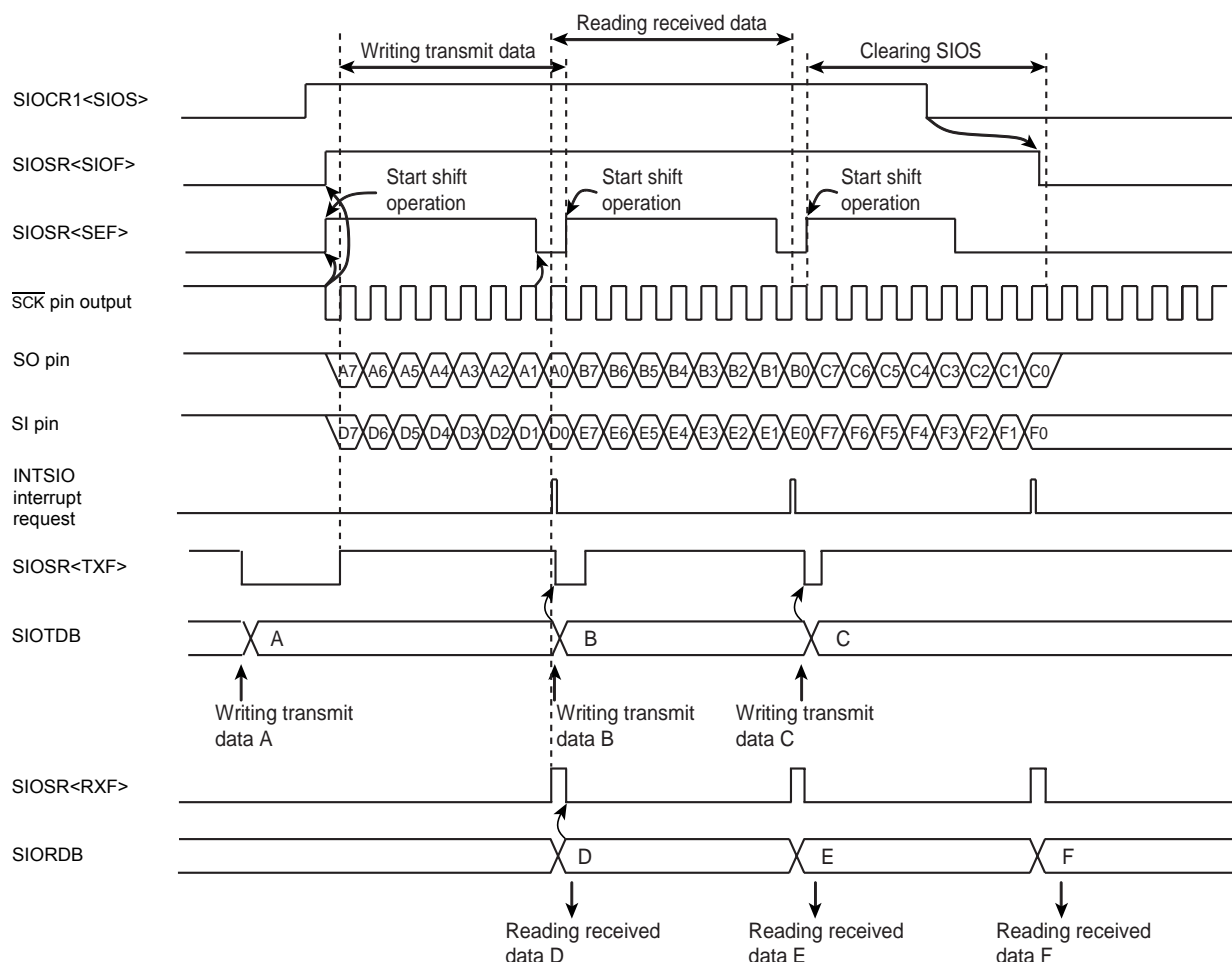 Reading received data
Writing transmit data
Clearing SIOS
SIOCR1<SIOS>
SIOSR<SIOF>
Start shift
operation
Start shift
operation
Start shift
operation
SIOSR<SEF>
SCK pin output
SO pin
A7 A6 A5 A4 A3 A2 A1 A0 B7 B6 B5 B4 B3 B2 B1 B0 C7 C6 C5 C4 C3 C2 C1 C0
SI pin
D7 D6 D5 D4 D3 D2 D1 D0 E7 E6 E5 E4 E3 E2 E1 E0 F7 F6 F5 F4 F3 F2 F1 F0
INTSIO
interrupt
request
SIOSR<TXF>
SIOTDB
A B C
Writing transmit
data A
Writing transmit
data B
Writing transmit
data C
SIOSR<RXF>
SIORDB
D E F
Reading received
data D
Reading received
data E
Reading received
data F